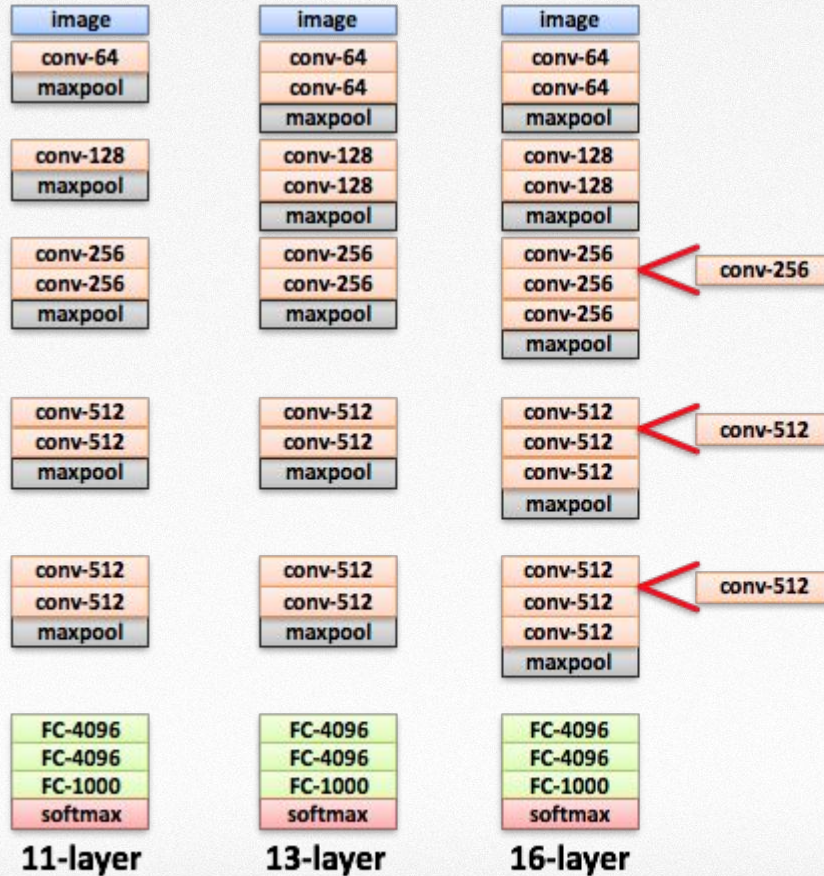 image
conv-64
maxpool
conv-128
maxpool
conv-256
conv-256
maxpool
conv-512
conv-512
maxpool
conv-512
conv-512
maxpool
FC-4096
FC-4096
FC-1000
softmax
11-layer
image
conv-64
conv-64
maxpool
conv-128
conv-128
maxpool
conv-256
conv-256
maxpool
conv-512
conv-512
maxpool
conv-512
conv-512
maxpool
FC-4096
FC-4096
FC-1000
softmax
13-layer
image
conv-64
conv-64
maxpool
conv-128
conv-128
maxpool
conv-256
conv-256
conv-256
maxpool
conv-512
conv-512
conv-512
maxpool
conv-512
conv-512
conv-512
maxpool
FC-4096
FC-4096
FC-1000
softmax
16-layer
conv-256
conv-512
conv-512